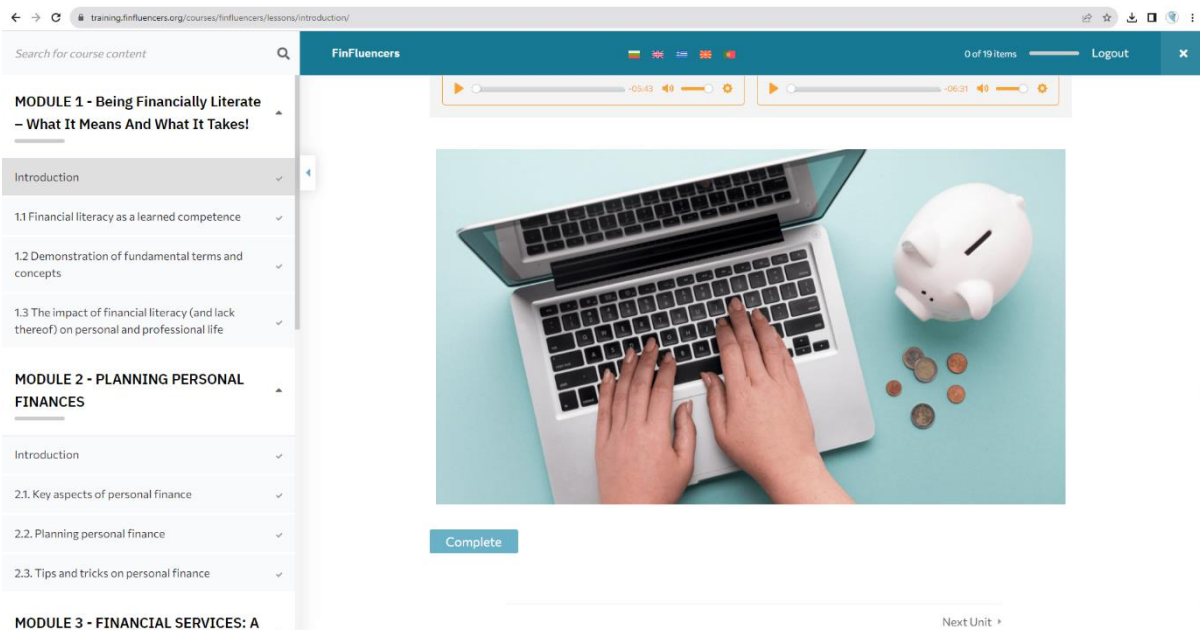 training.finfluencers.org/courses/finfluencers/lessons/introduction/
Search for course content
FinFluencers
0 of 19 items
Logout
MODULE 1 - Being Financially Literate
– What It Means And What It Takes!
Introduction
1.1 Financial literacy as a learned competence
1.2 Demonstration of fundamental terms and
concepts
1.3 The impact of financial literacy (and lack
thereof) on personal and professional life
MODULE 2 - PLANNING PERSONAL
FINANCES
Introduction
2.1. Key aspects of personal finance
2.2. Planning personal finance
2.3. Tips and tricks on personal finance
MODULE 3 - FINANCIAL SERVICES: A
-05:43
-06:31
Complete
Next Unit